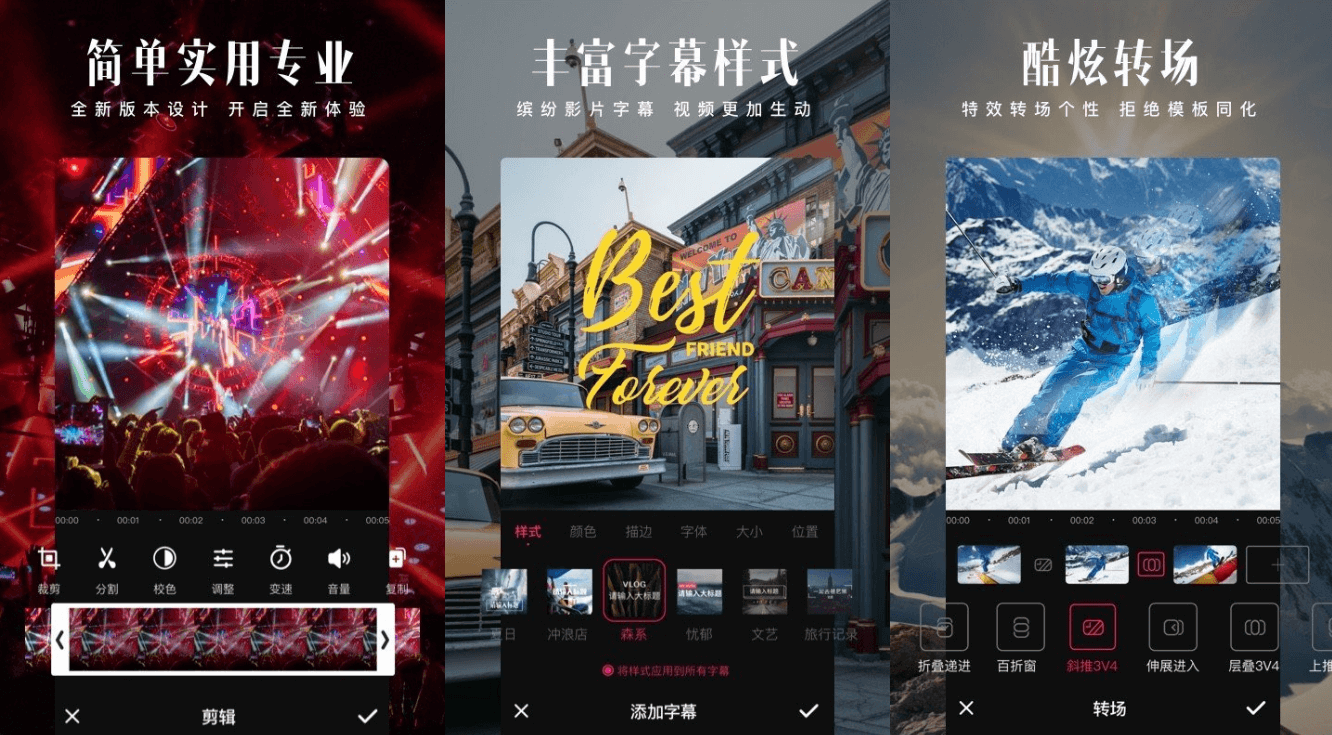 简单实用专业
全新版本设计 开启全新体验
00:00 · 00:01 · 00:02 · 00:03 · 00:04 · 00:05
裁剪 分割 校色 调整 变速 音量 复制
剪辑
丰富字幕样式
缤纷影片字幕 视频更加生动
WELCOME TO
CAN
Best
FRIEND
Forever
样式 颜色 描边 字体 大小 位置
VLOG
请输入大标题
请输入标题
夏日 冲浪店 森系 忧郁 文艺 旅行记录
将样式应用到所有字幕
添加字幕
酷炫转场
特效转场个性 拒绝模板同化
00:00 · 00:01 · 00:02 · 00:03 · 00:04 · 00:05
折叠递进 百折窗 斜推3V4 伸展进入 层叠3V4 上推
转场